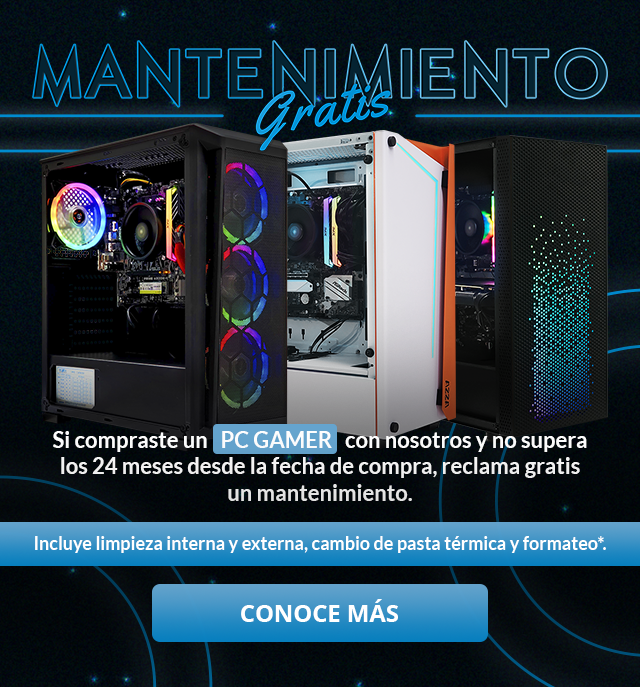 MANTENIMIENTO
Gratis
AZZA
Si compraste un PC GAMER con nosotros y no supera
los 24 meses desde la fecha de compra, reclama gratis
un mantenimiento.
Incluye limpieza interna y externa, cambio de pasta térmica y formateo*.
CONOCE MÁS